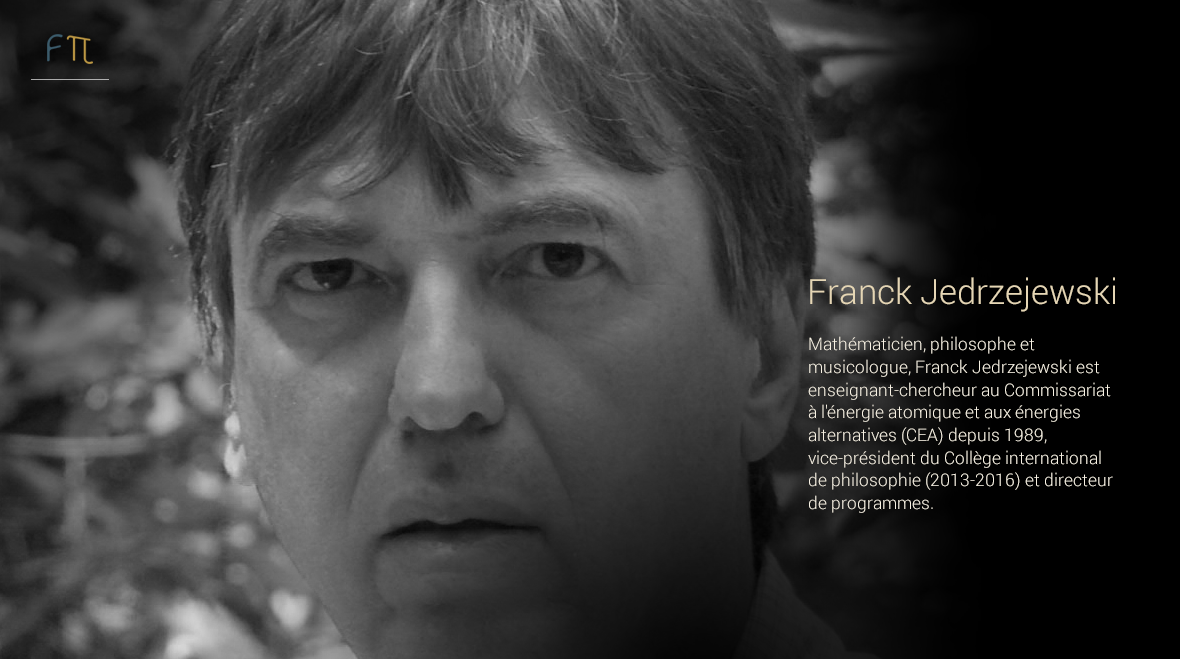 Fπ
Franck Jedrzejewski
Mathématicien, philosophe et
musicologue, Franck Jedrzejewski est
enseignant-chercheur au Commissariat
à l'énergie atomique et aux énergies
alternatives (CEA) depuis 1989,
vice-président du Collège international
de philosophie (2013-2016) et directeur
de programmes.